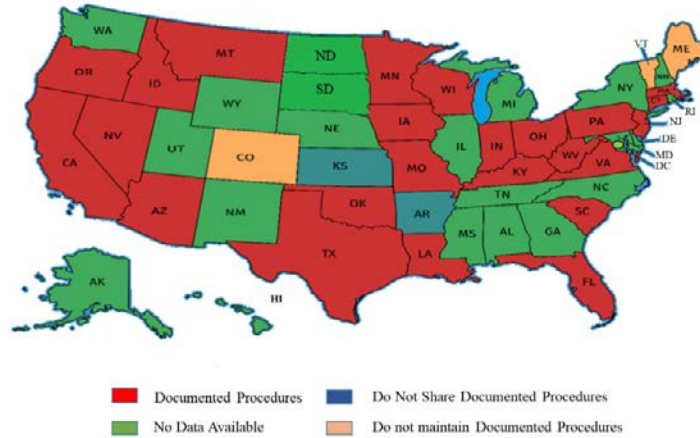 WA
ME
VT
MT
ND
MN
OR
NH
ID
SD
WI
NY
MA
WY
MI
CT
RI
IA
PA
NJ
NE
NV
OH
IDE
UT
IL
IN
MD
CO
WV
VA
DC
CA
KS
MO
KY
NC
TN
AZ
OK
NM
AR
SC
MS
AL
GA
TX
LA
AK
FL
HI
Documented Procedures
Do Not Share Documented Procedures
No Data Available
Do not maintain Documented Procedures